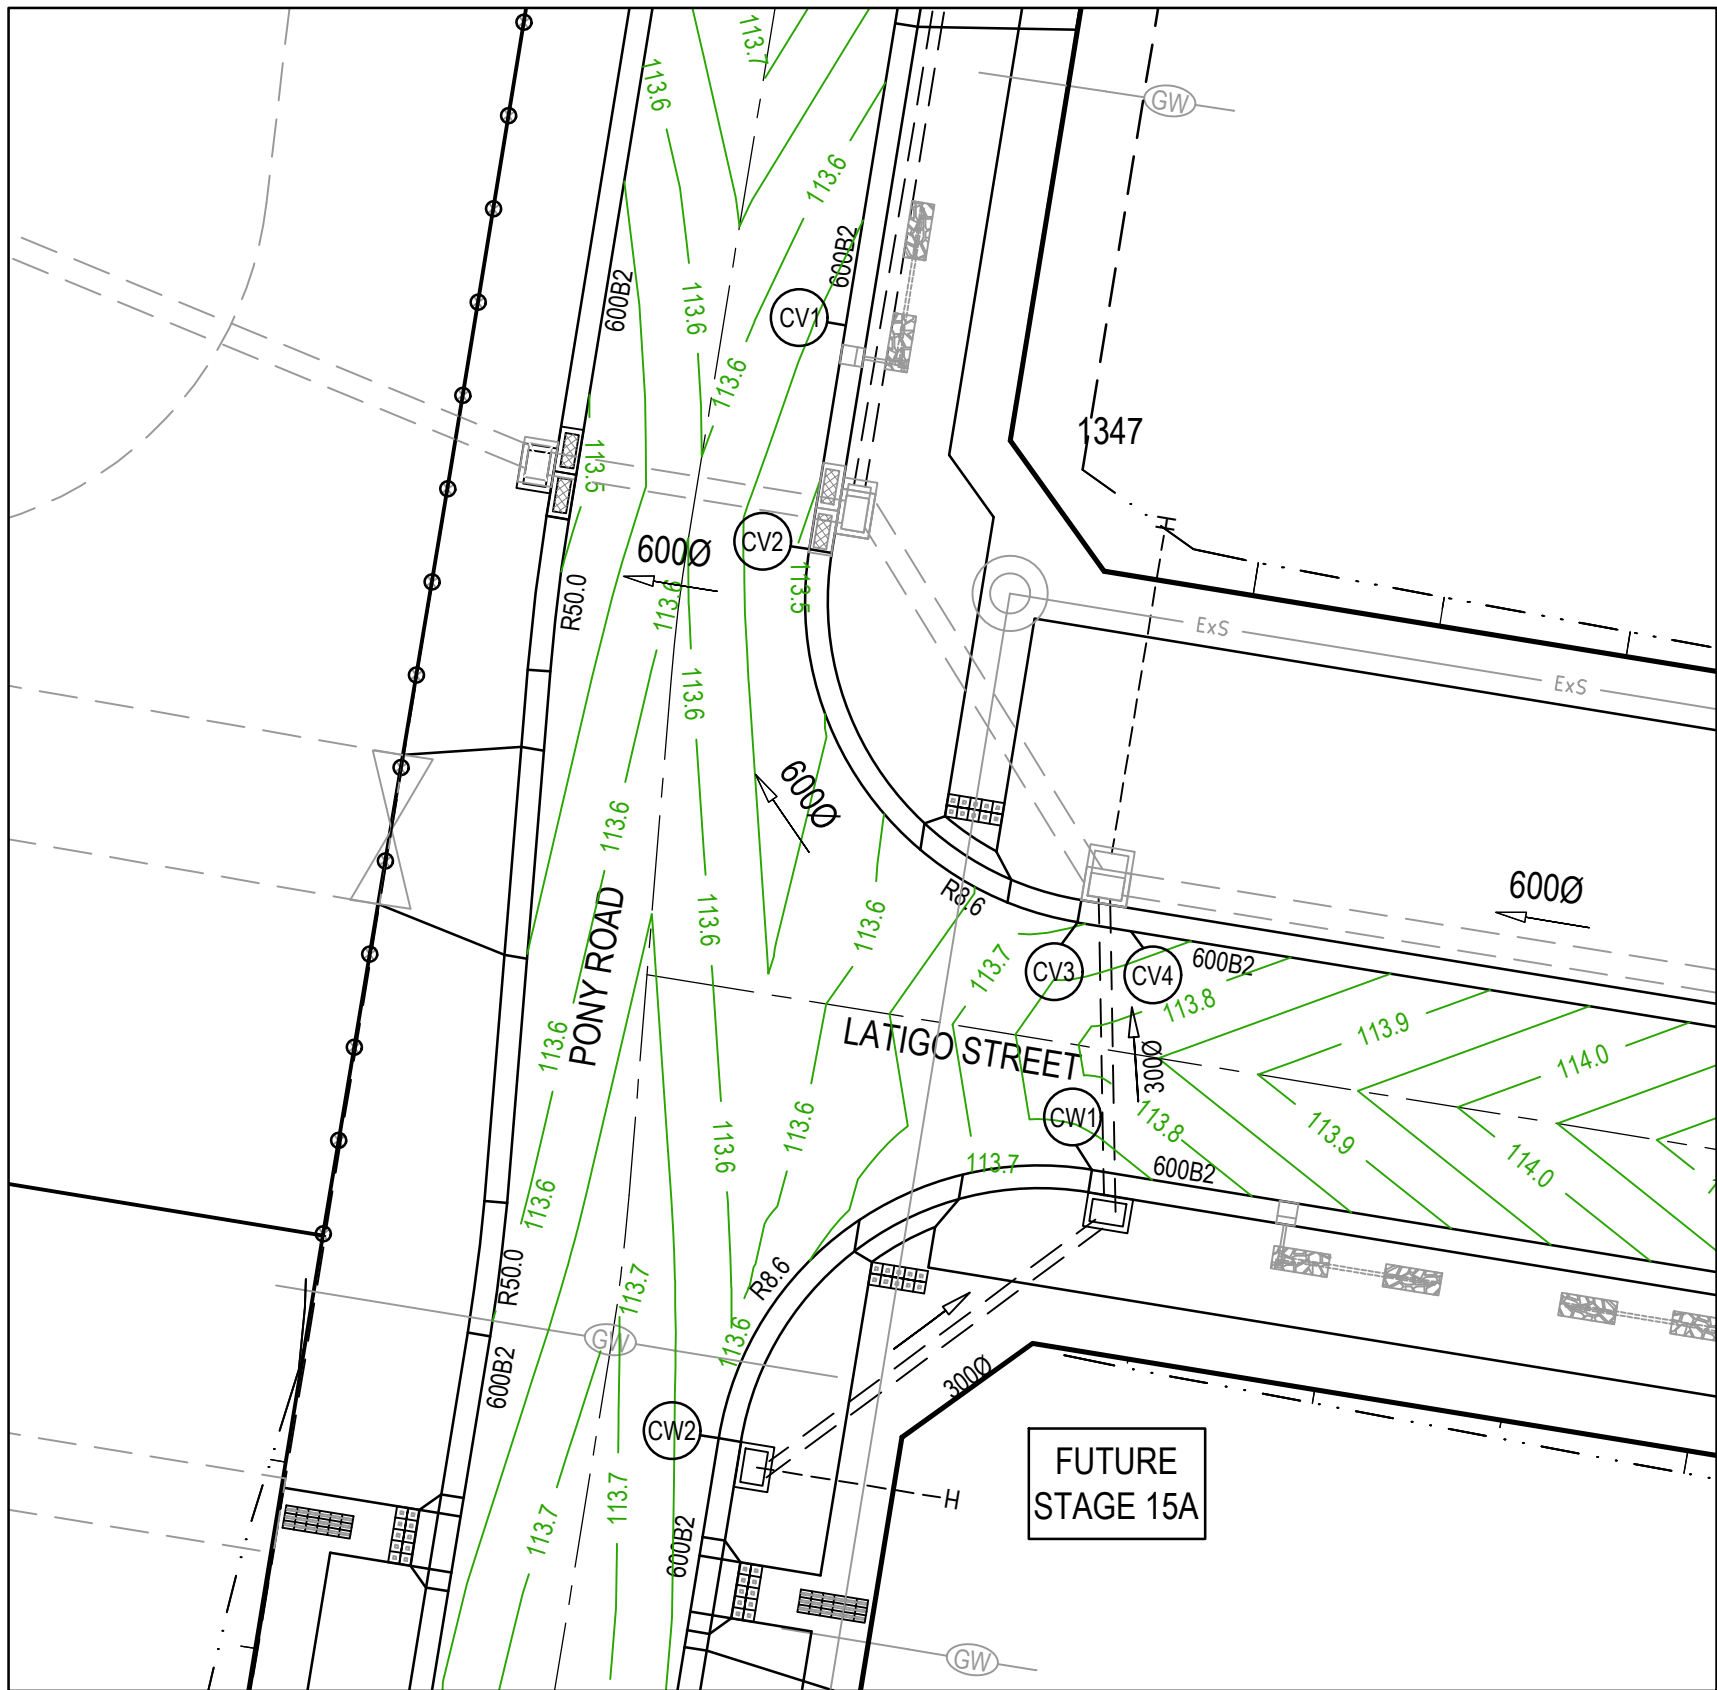 113.7
113.6
GW
113.6
600B2
600B2
113.6
CV1
113.6
1347
113.5
H
600Ø
CV2
113.5
R50.0
113.6
ExS
ExS
113.6
600Ø
113.6
R8.6
600Ø
113.6
113.6
PONY ROAD
CV3
CV4
113.7
600B2
113.8
LATIGO STREET
113.9
114.0
113.6
300Ø
CW1
113.6
113.6
113.8
113.9
114.0
113.7
600B2
113.6
R50.0
R8.6
113.7
GW
113.6
600B2
300Ø
CW2
FUTURE
STAGE 15A
H
113.7
113.7
600B2
GW